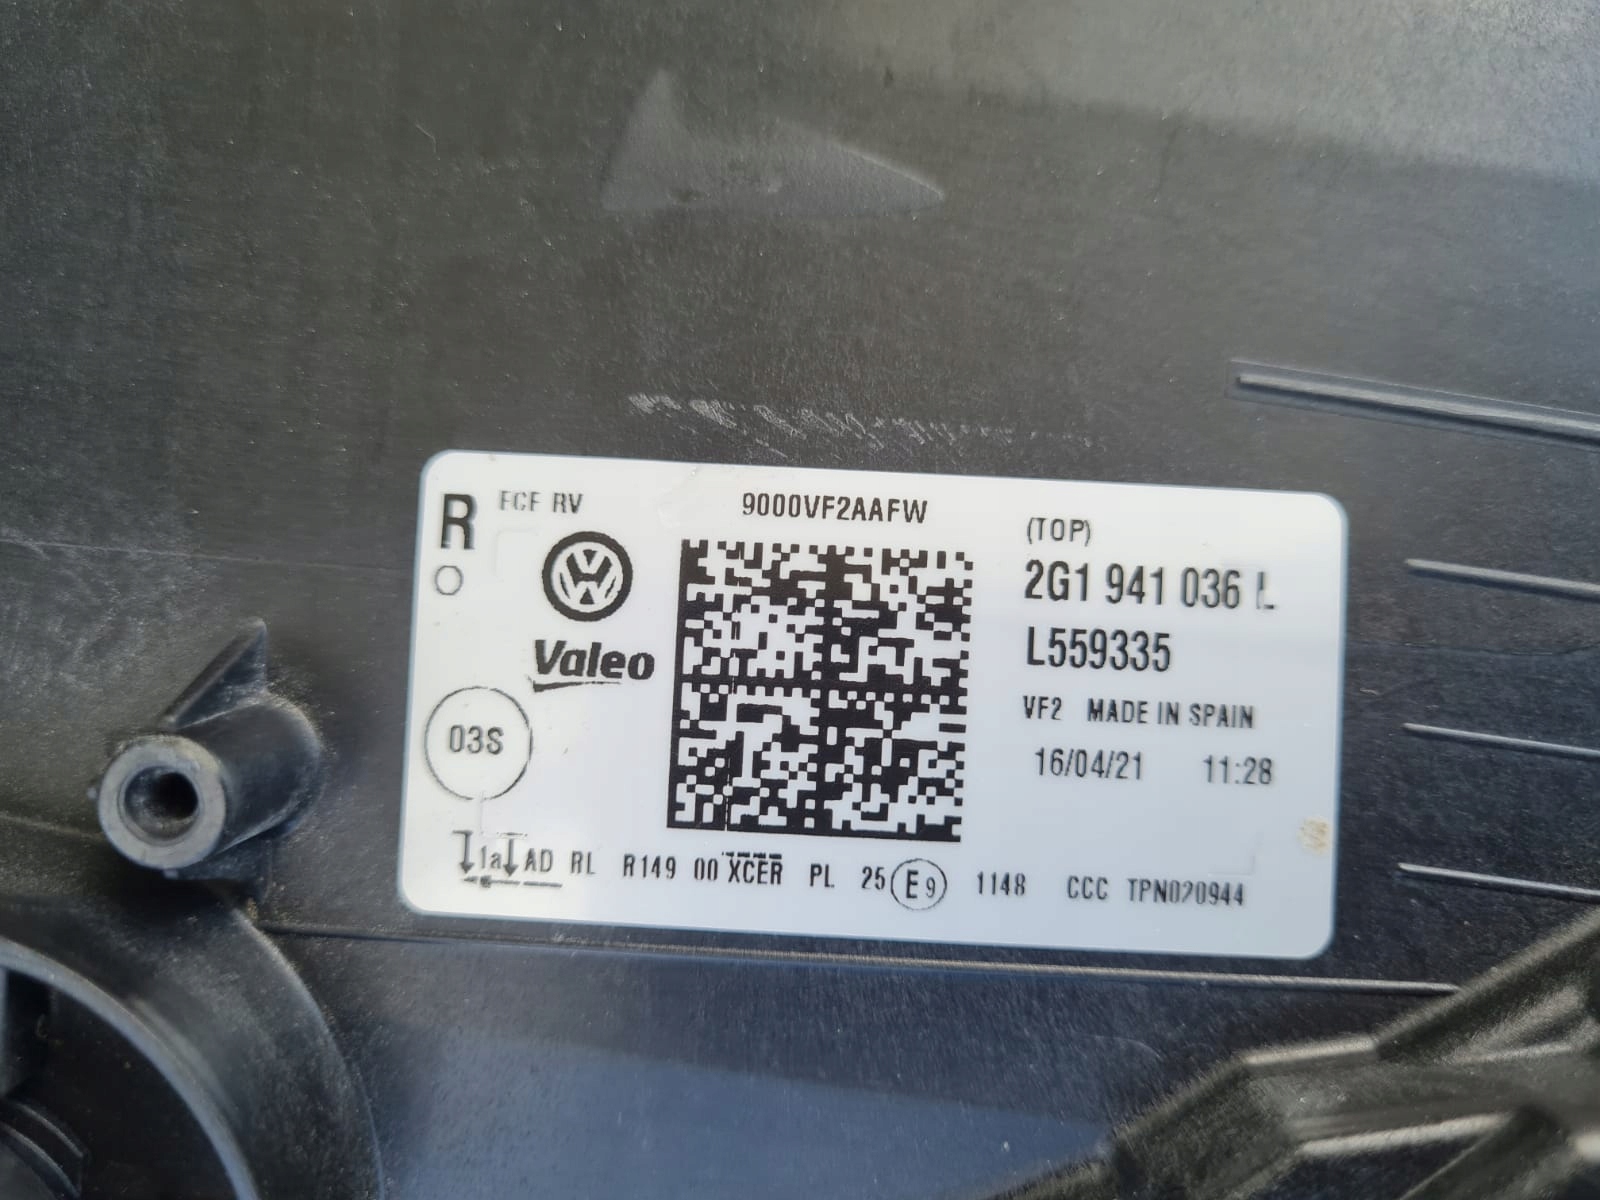 R ECE RV 9000VF2AAFW (TOP)
2G1 941 036 L
Valeo L559335
VF2 MADE IN SPAIN
03S 16/04/21 11:28
1a AD RL R149 00 XCER PL 25 E9 1148 CCC TPN020944